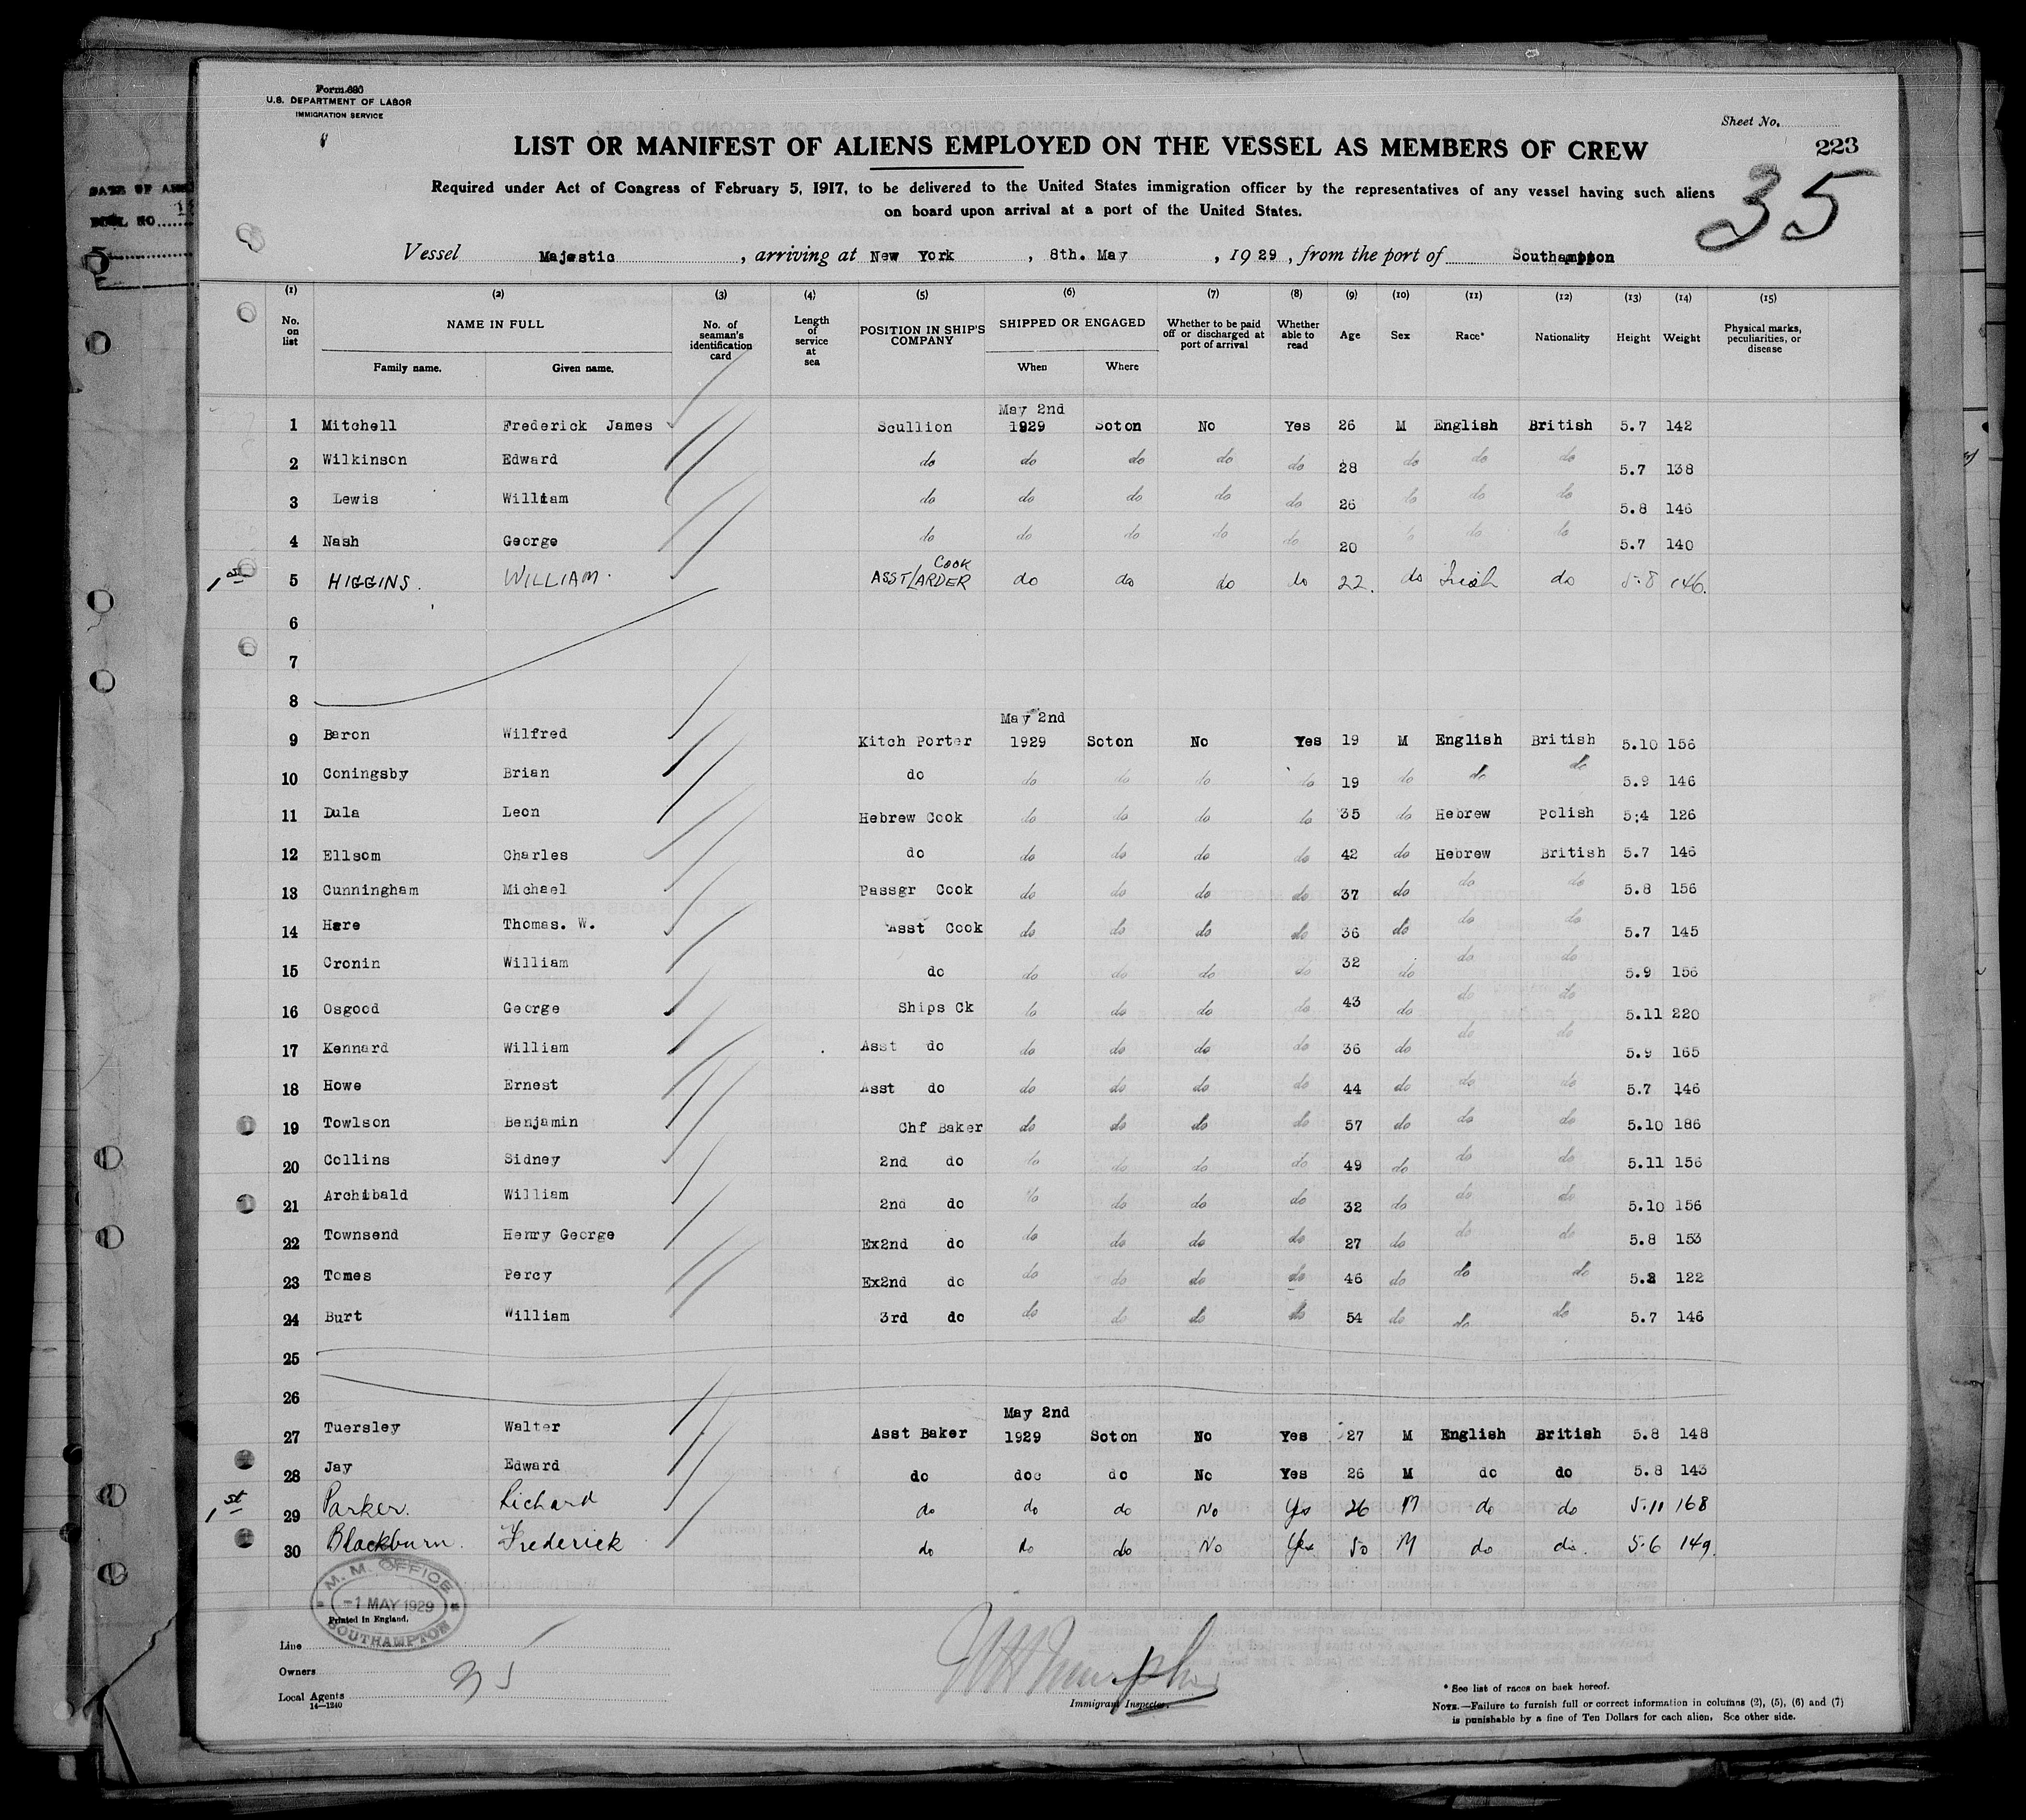 Form 680
U.S. DEPARTMENT OF LABOR
IMMIGRATION SERVICE
Sheet No.
LIST OR MANIFEST OF ALIENS EMPLOYED ON THE VESSEL AS MEMBERS OF CREW
223
35
Required under Act of Congress of February 5, 1917, to be delivered to the United States immigration officer by the representatives of any vessel having such aliens
on board upon arrival at a port of the United States.
Vessel Majestic, arriving at New York, 8th. May, 1929, from the port of Southampton
(1) (2) (3) (4) (5) (6) (7) (8) (9) (10) (11) (12) (13) (14) (15)
No. on list NAME IN FULL Family name. Given name. No. of seaman's identification card Length of service at sea POSITION IN SHIP'S COMPANY SHIPPED OR ENGAGED When Where Whether to be paid off or discharged at port of arrival Whether able to read Age Sex Race* Nationality Height Weight Physical marks, peculiarities, or disease
1 Mitchell Frederick James Scullion May 2nd 1929 Soton No Yes 26 M English British 5.7 142
2 Wilkinson Edward do do do do do 28 do do do 5.7 138
3 Lewis William do do do do do 26 do do do 5.8 146
4 Nash George do do do do do 20 do do do 5.7 140
1st 5 HIGGINS. WILLIAM. ASST LARDER Cook do do do do 22. do Irish do 5.8 146.
6
7
8
9 Baron Wilfred Kitch Porter May 2nd 1929 Soton No Yes 19 M English British 5.10 156
10 Coningsby Brian do do do do do 19 do do do 5.9 146
11 Dula Leon Hebrew Cook do do do do 35 do Hebrew Polish 5:4 126
12 Ellsom Charles do do do do do 42 do Hebrew British 5.7 146
13 Cunningham Michael Passgr Cook do do do do 37 do do do 5.8 156
14 Hare Thomas. W. Asst Cook do do do do 36 do do do 5.7 145
15 Cronin William do do do do do 32 do do do 5.9 156
16 Osgood George Ships Ck do do do do 43 do do do 5.11 220
17 Kennard William Asst do do do do do 36 do do do 5.9 165
18 Howe Ernest Asst do do do do do 44 do do do 5.7 146
19 Towlson Benjamin Chf Baker do do do do 57 do do do 5.10 186
20 Collins Sidney 2nd do do do do do 49 do do do 5.11 156
21 Archibald William 2nd do do do do do 32 do do do 5.10 156
22 Townsend Henry George Ex2nd do do do do do 27 do do do 5.8 153
23 Tomes Percy Ex2nd do do do do do 46 do do do 5.2 122
24 Burt William 3rd do do do do do 54 do do do 5.7 146
25
26
27 Tuersley Walter Asst Baker May 2nd 1929 Soton No Yes 27 M English British 5.8 148
28 Jay Edward do doo do No Yes 26 M do do 5.8 143
1st 29 Parker. Richard do do do No Yes 26 M do do 5.11 168
30 Blackburn. Frederick do do do No Yes 50 M do do. 5.6 149.
M. M. OFFICE
-1 MAY 1929
SOUTHAMPTON
Printed in England.
Line
Owners
Local Agents
14—1240
35
Immigrant Inspector.
* See list of races on back hereof.
NOTE.—Failure to furnish full or correct information in columns (2), (5), (6) and (7)
is punishable by a fine of Ten Dollars for each alien. See other side.